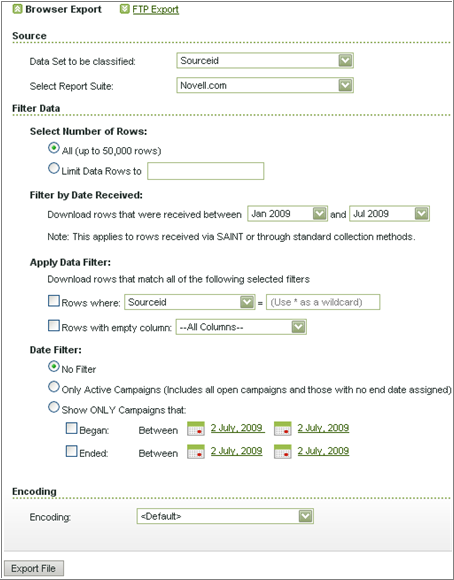 Browser Export FTP Export
Source
Data Set to be classified: Sourceid
Select Report Suite: Novell.com
Filter Data
Select Number of Rows:
All (up to 50,000 rows)
Limit Data Rows to
Filter by Date Received:
Download rows that were received between Jan 2009 and Jul 2009
Note: This applies to rows received via SAINT or through standard collection methods.
Apply Data Filter:
Download rows that match all of the following selected filters
Rows where: Sourceid = (Use * as a wildcard)
Rows with empty column: --All Columns--
Date Filter:
No Filter
Only Active Campaigns (Includes all open campaigns and those with no end date assigned)
Show ONLY Campaigns that:
Began: Between 2 July, 2009 2 July, 2009
Ended: Between 2 July, 2009 2 July, 2009
Encoding
Encoding: <Default>
Export File